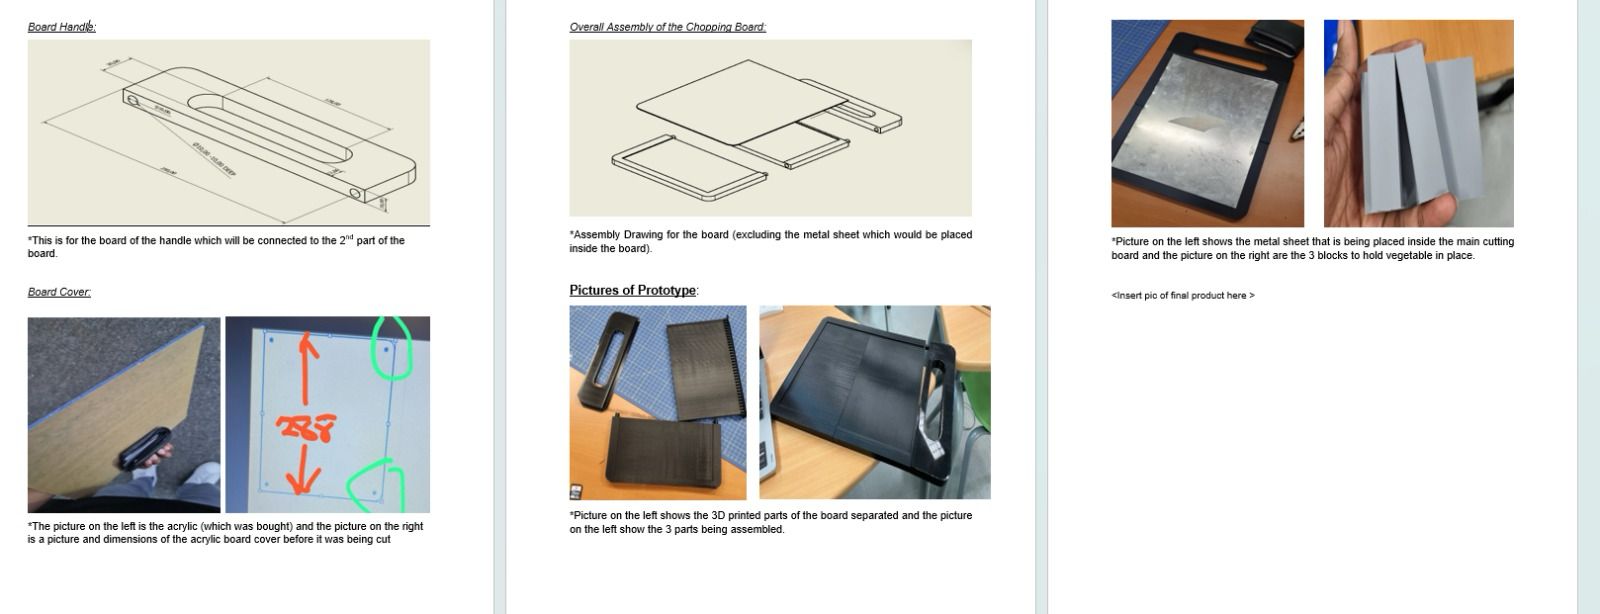 Board Handle:
*This is for the board of the handle which will be connected to the 2nd part of the
board.
Board Cover:
288
*The picture on the left is the acrylic (which was bought) and the picture on the right
is a picture and dimensions of the acrylic board cover before it was being cut
Overall Assembly of the Chopping Board:
*Assembly Drawing for the board (excluding the metal sheet which would be placed
inside the board).
Pictures of Prototype:
*Picture on the left shows the 3D printed parts of the board separated and the picture
on the left show the 3 parts being assembled.
*Picture on the left shows the metal sheet that is being placed inside the main cutting
board and the picture on the right are the 3 blocks to hold vegetable in place.
<Insert pic of final product here >